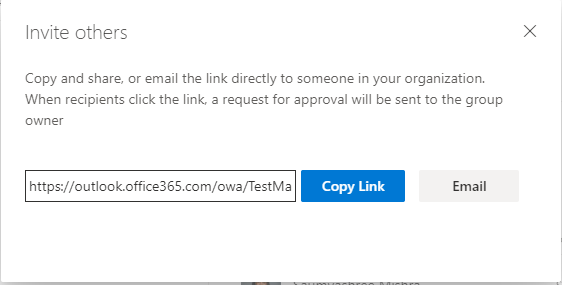 Invite others
Copy and share, or email the link directly to someone in your organization.
When recipients click the link, a request for approval will be sent to the group
owner
https://outlook.office365.com/owa/TestMa Copy Link Email